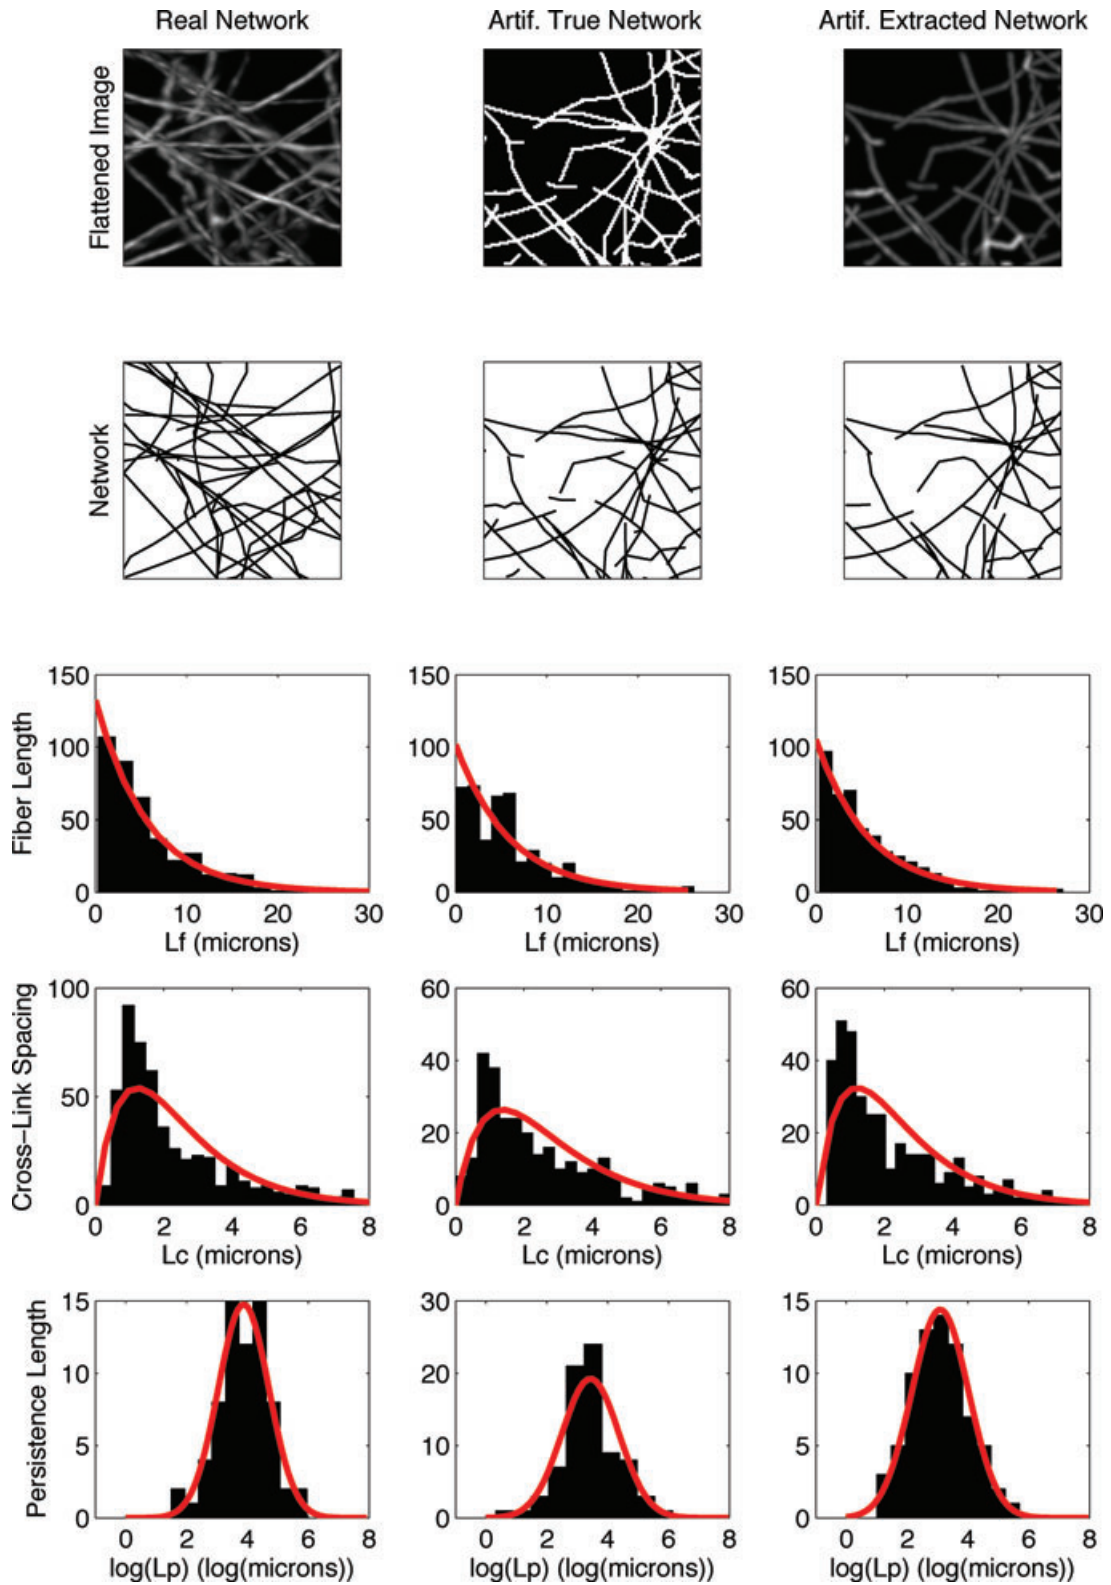 Real Network
Artif. True Network
Artif. Extracted Network
Flattened Image
Network
Fiber Length
150
100
50
0
0 10 20 30
Lf (microns)
150
100
50
0
0 10 20 30
Lf (microns)
150
100
50
0
0 10 20 30
Lf (microns)
Cross–Link Spacing
100
50
0
0 2 4 6 8
Lc (microns)
60
40
20
0
0 2 4 6 8
Lc (microns)
60
40
20
0
0 2 4 6 8
Lc (microns)
Persistence Length
15
10
5
0
0 2 4 6 8
log(Lp) (log(microns))
30
20
10
0
0 2 4 6 8
log(Lp) (log(microns))
15
10
5
0
0 2 4 6 8
log(Lp) (log(microns))